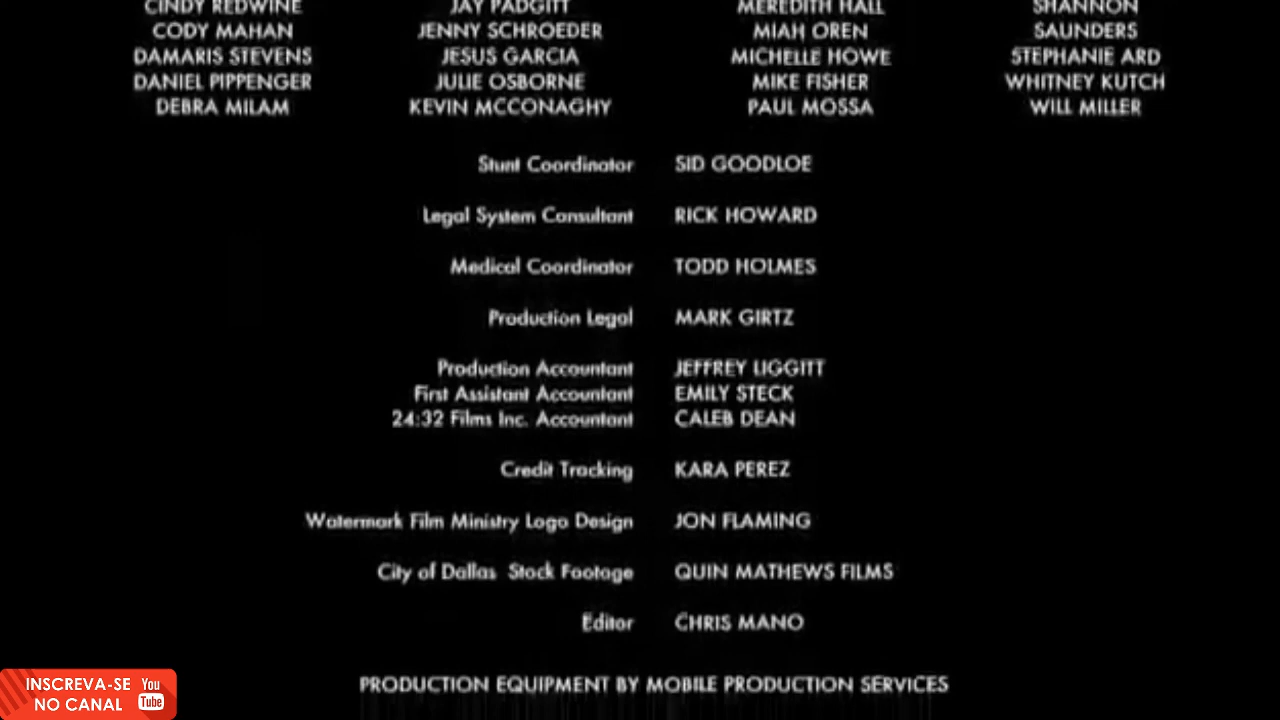 CINDY REDWINE JAY PADGITT MEREDITH HALL SHANNON
CODY MAHAN JENNY SCHROEDER MIAH OREN SAUNDERS
DAMARIS STEVENS JESUS GARCIA MICHELLE HOWE STEPHANIE ARD
DANIEL PIPPENGER JULIE OSBORNE MIKE FISHER WHITNEY KUTCH
DEBRA MILAM KEVIN MCCONAGHY PAUL MOSSA WILL MILLER
Stunt Coordinator SID GOODLOE
Legal System Consultant RICK HOWARD
Medical Coordinator TODD HOLMES
Production Legal MARK GIRTZ
Production Accountant JEFFREY LIGGITT
First Assistant Accountant EMILY STECK
24:32 Films Inc. Accountant CALEB DEAN
Credit Tracking KARA PEREZ
Watermark Film Ministry Logo Design JON FLAMING
City of Dallas Stock Footage QUIN MATHEWS FILMS
Editor CHRIS MANO
PRODUCTION EQUIPMENT BY MOBILE PRODUCTION SERVICES
INSCREVA-SE You
NO CANAL Tube